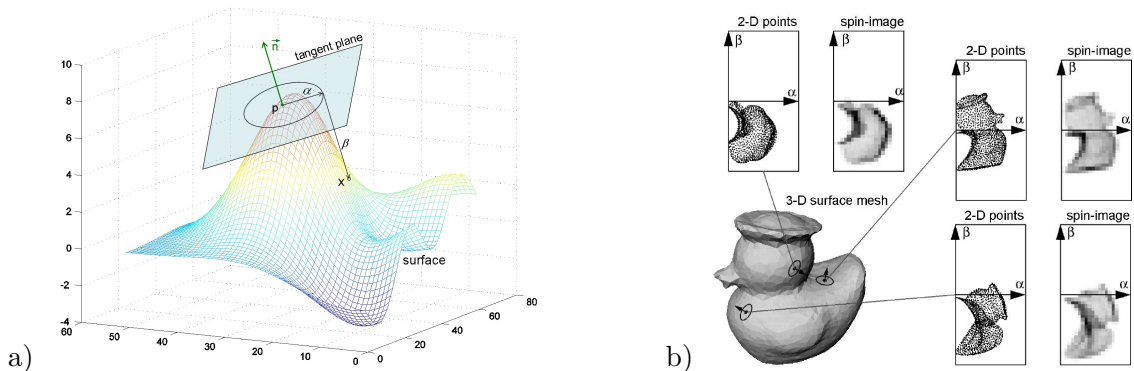 n
tangent plane
α
p
β
x
surface
10
8
6
4
2
0
-2
-4
60
50
40
30
20
10
0
0
20
40
60
80
a)
2-D points
spin-image
β
α
3-D surface mesh
2-D points
spin-image
β
α
2-D points
spin-image
β
α
b)